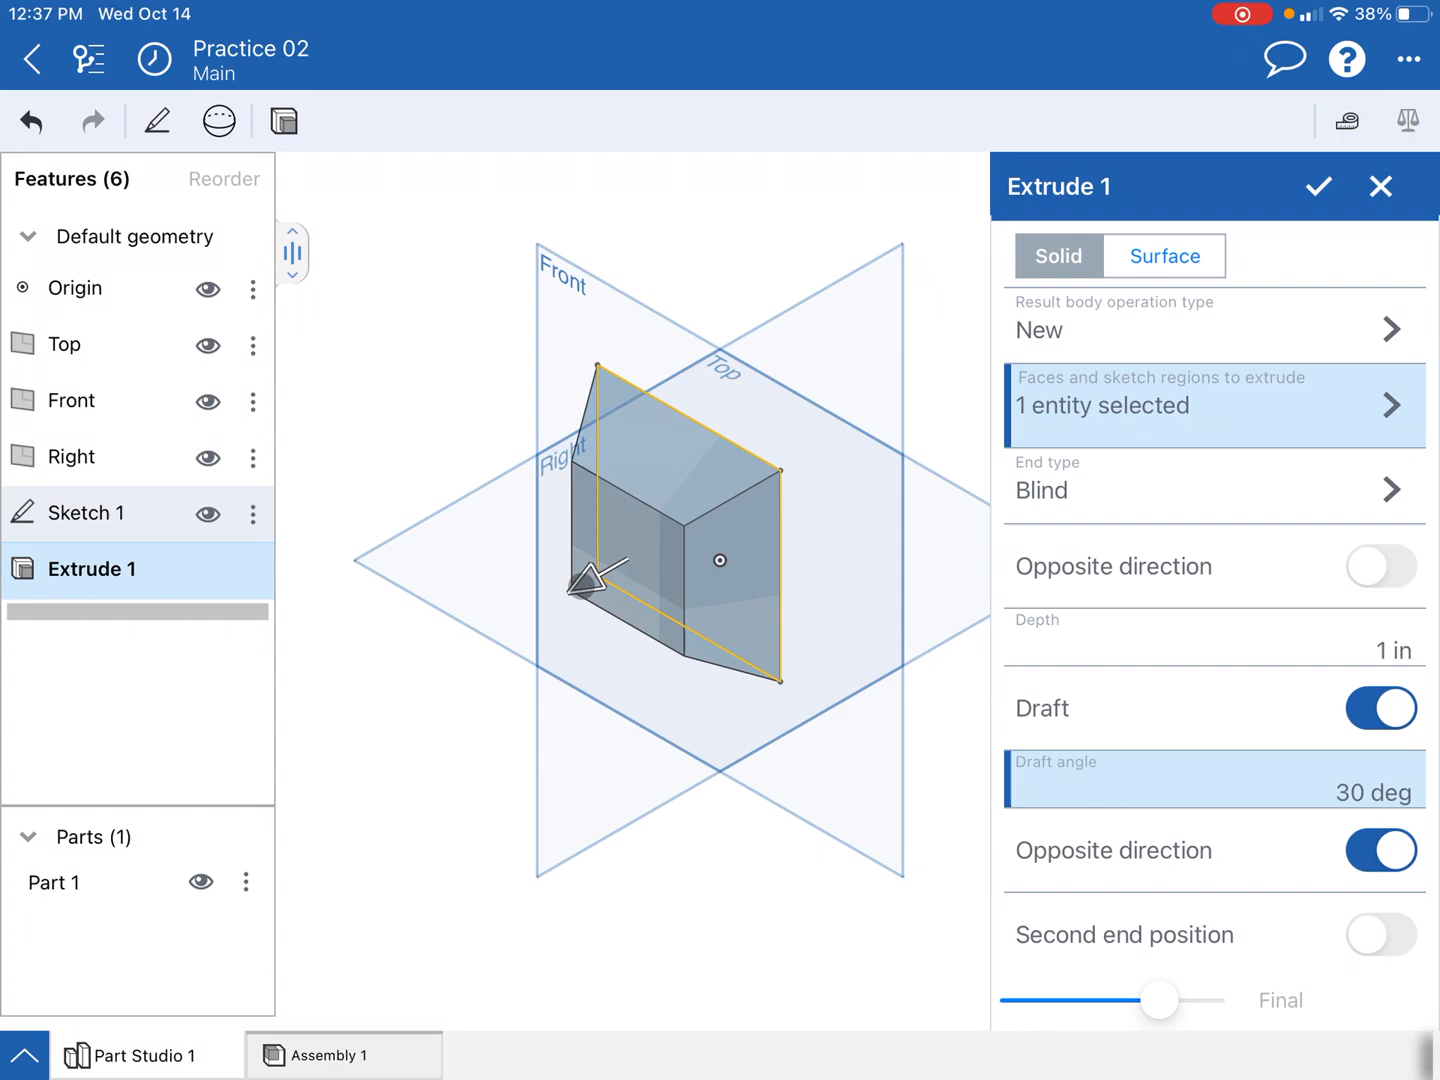 12:37 PM Wed Oct 14
38%
Practice 02
Main
Features (6)
Reorder
Default geometry
Origin
Top
Front
Right
Sketch 1
Extrude 1
Parts (1)
Part 1
Front
Top
Right
Extrude 1
Solid
Surface
Result body operation type
New
Faces and sketch regions to extrude
1 entity selected
End type
Blind
Opposite direction
Depth
1 in
Draft
Draft angle
30 deg
Opposite direction
Second end position
Final
Part Studio 1
Assembly 1